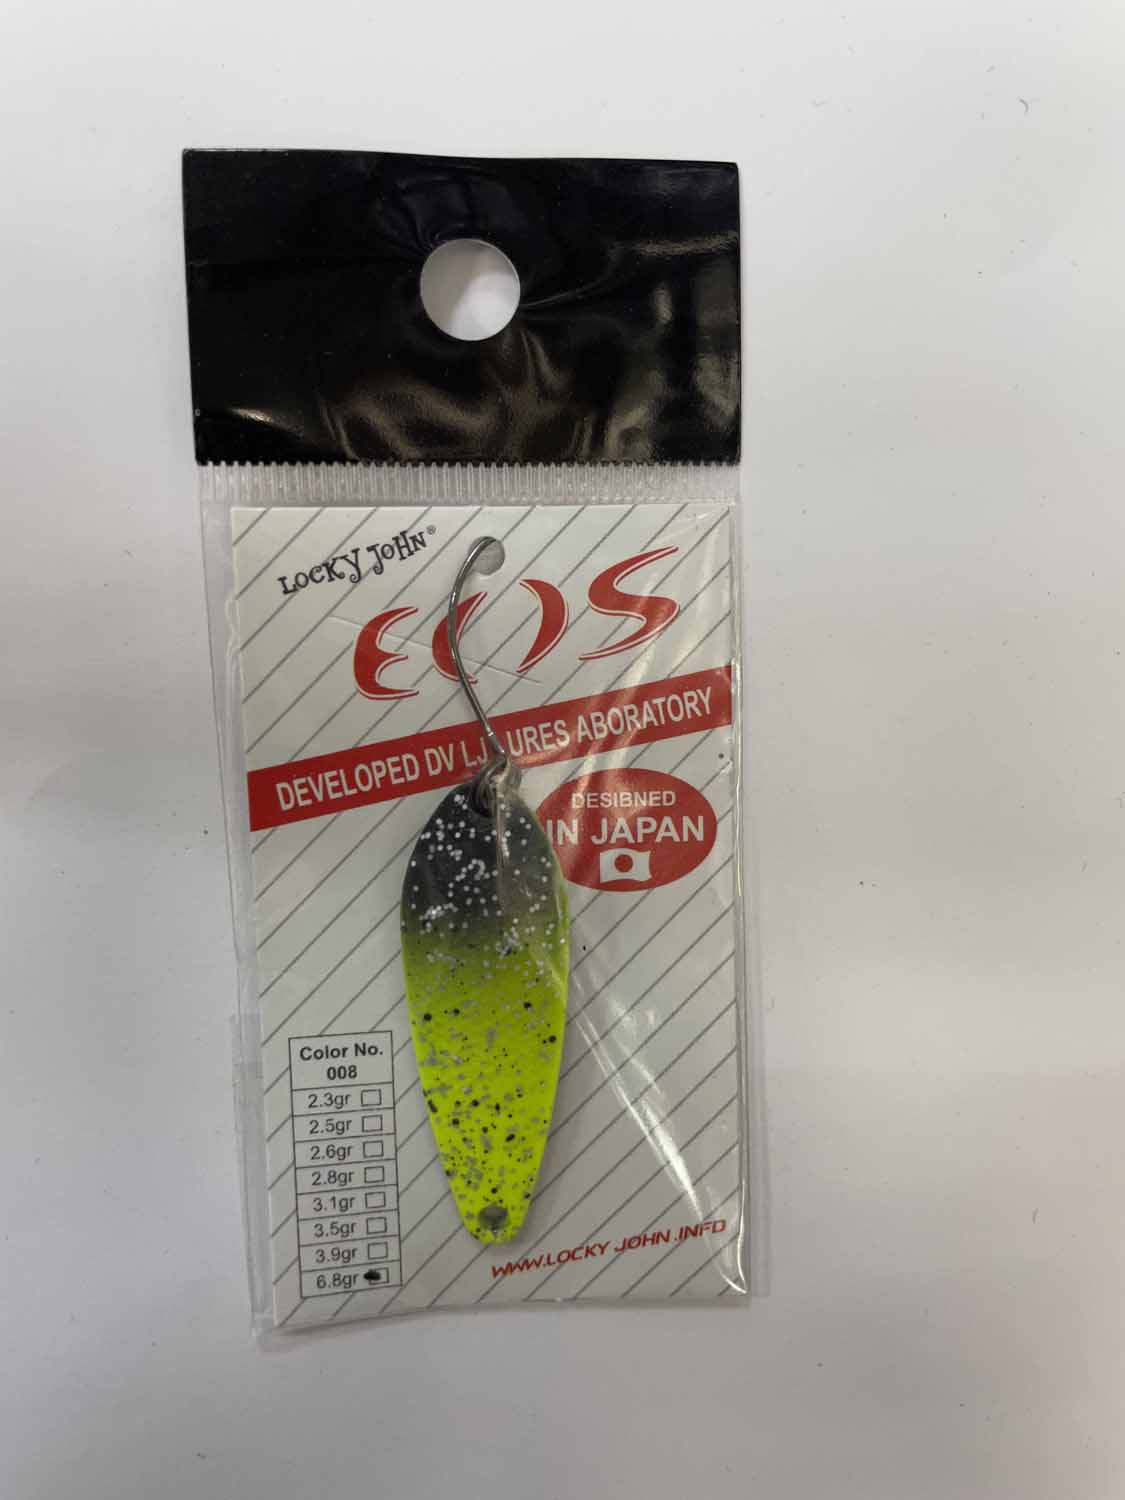 LOCKY JOHN®
EOS
DEVELOPED DV LJ URES ABORATORY
DESIBNED
IN JAPAN
Color No.
008
2.3gr
2.5gr
2.6gr
2.8gr
3.1gr
3.5gr
3.9gr
6.8gr
WWW.LOCKY JOHN.INFO